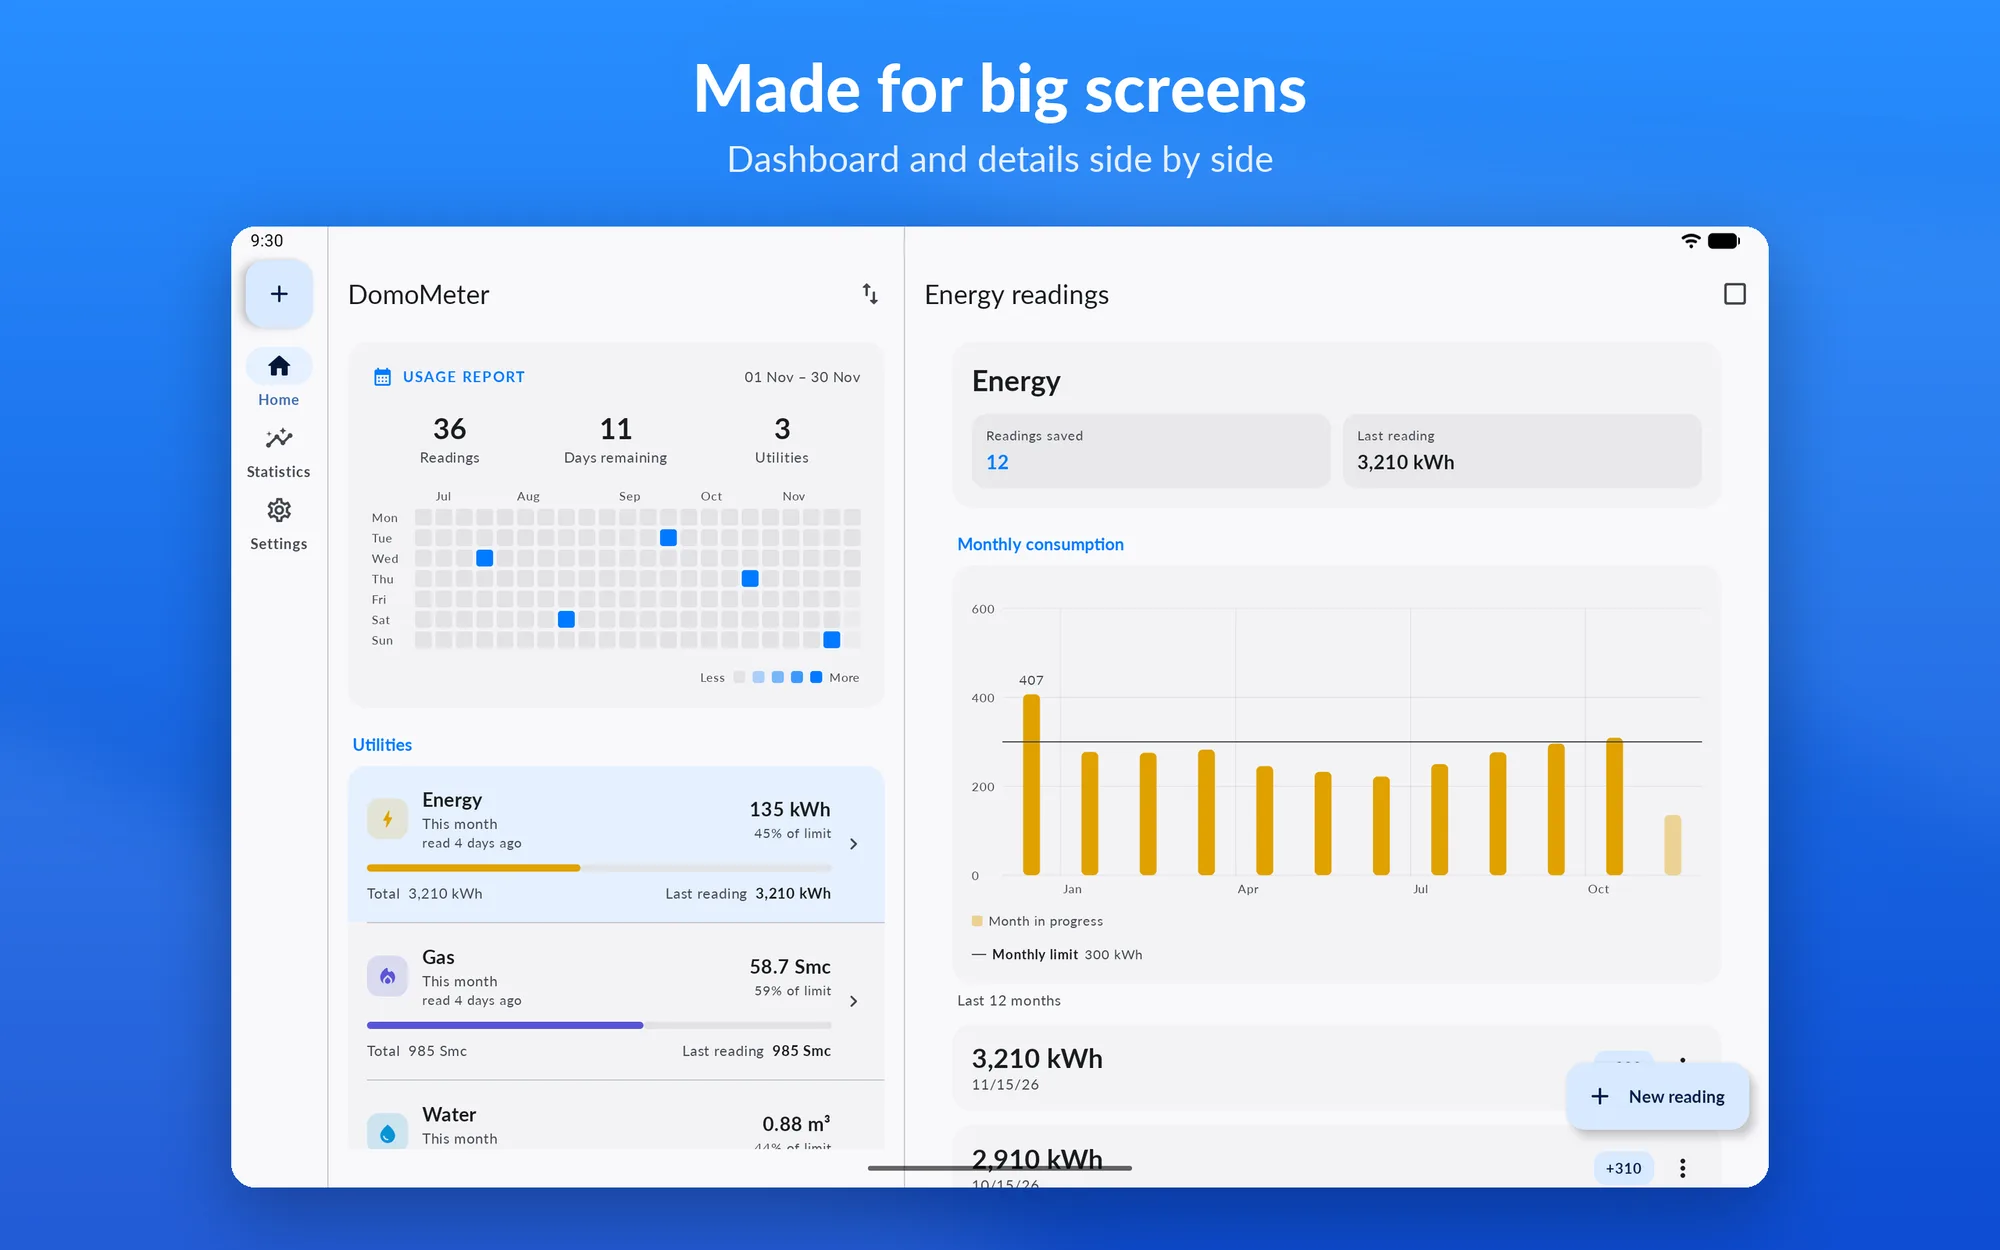 Made for big screens
Dashboard and details side by side
9:30
Home
Statistics
Settings
DomoMeter
USAGE REPORT
01 Nov – 30 Nov
36
Readings
11
Days remaining
3
Utilities
Jul Aug Sep Oct Nov
Mon
Tue
Wed
Thu
Fri
Sat
Sun
Less
More
Utilities
Energy
This month
read 4 days ago
135 kWh
45% of limit
Total 3,210 kWh
Last reading 3,210 kWh
Gas
This month
read 4 days ago
58.7 Smc
59% of limit
Total 985 Smc
Last reading 985 Smc
Water
This month
0.88 m³
44% of limit
Energy readings
Energy
Readings saved
12
Last reading
3,210 kWh
Monthly consumption
600
400
200
0
407
Jan Apr Jul Oct
Month in progress
Monthly limit 300 kWh
Last 12 months
3,210 kWh
11/15/26
New reading
2,910 kWh
10/15/26
+310